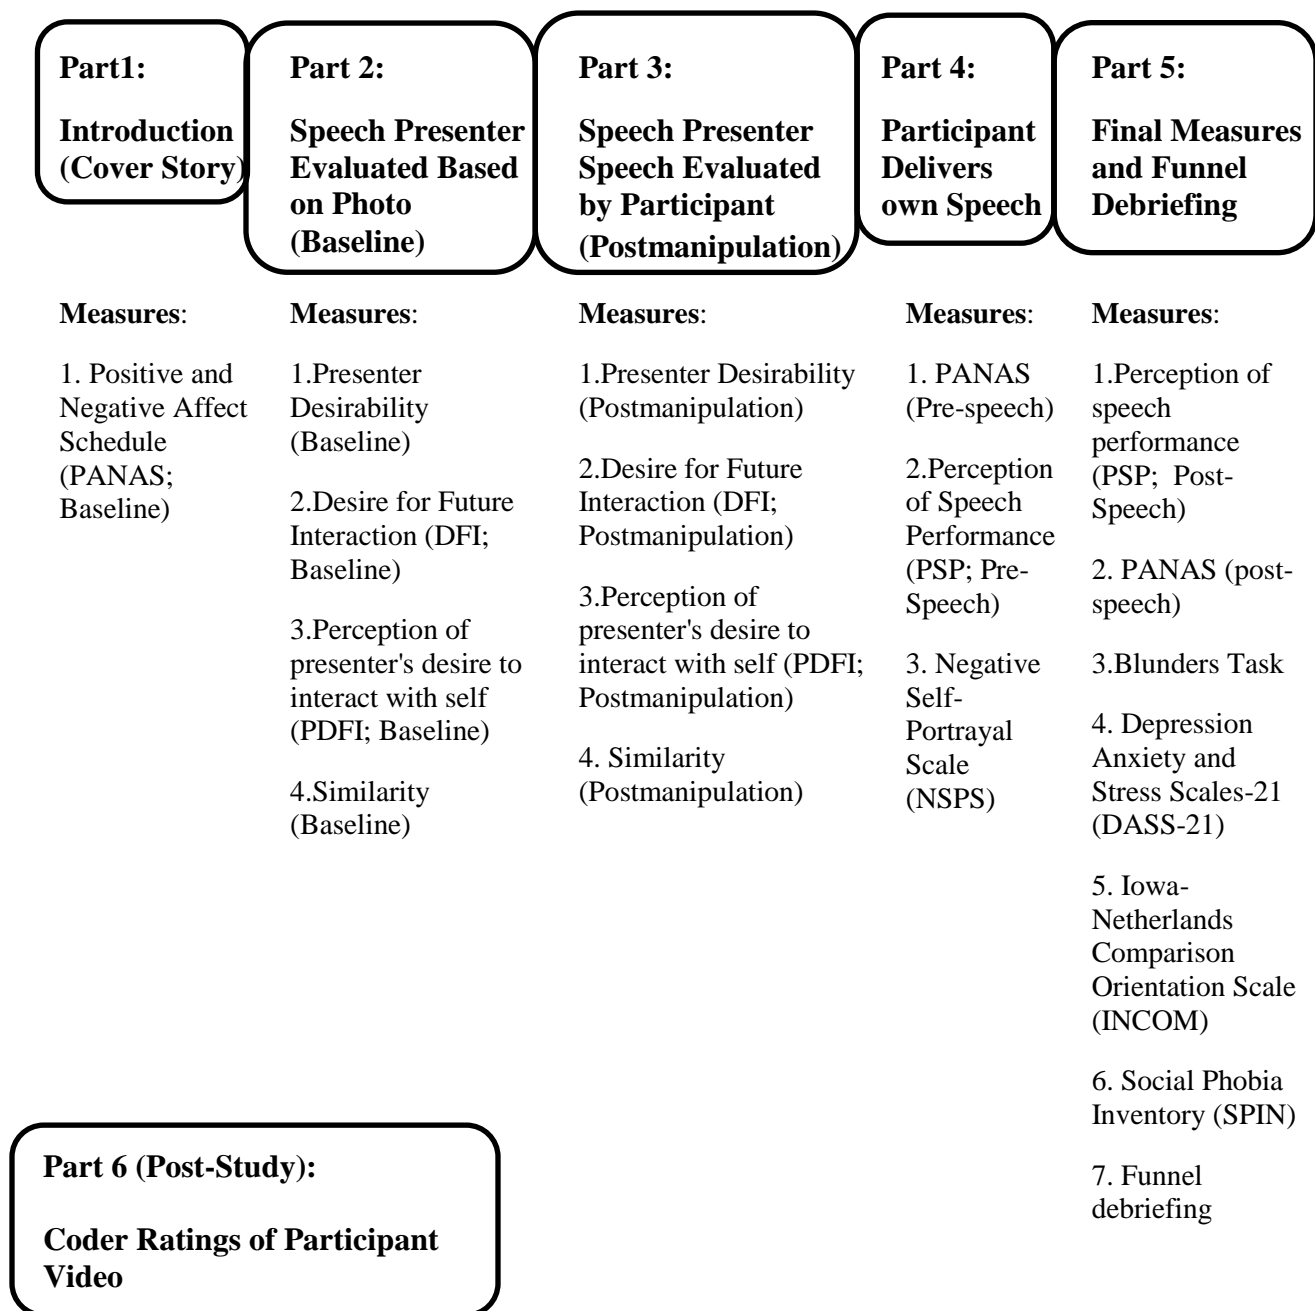 Part1:
Introduction
(Cover Story)
Part 2:
Speech Presenter
Evaluated Based
on Photo
(Baseline)
Part 3:
Speech Presenter
Speech Evaluated
by Participant
(Postmanipulation)
Part 4:
Participant
Delivers
own Speech
Part 5:
Final Measures
and Funnel
Debriefing
Measures:
1. Positive and
Negative Affect
Schedule
(PANAS;
Baseline)
Measures:
1.Presenter
Desirability
(Baseline)
2.Desire for Future
Interaction (DFI;
Baseline)
3.Perception of
presenter's desire to
interact with self
(PDFI; Baseline)
4.Similarity
(Baseline)
Measures:
1.Presenter Desirability
(Postmanipulation)
2.Desire for Future
Interaction (DFI;
Postmanipulation)
3.Perception of
presenter's desire to
interact with self (PDFI;
Postmanipulation)
4. Similarity
(Postmanipulation)
Measures:
1. PANAS
(Pre-speech)
2.Perception
of Speech
Performance
(PSP; Pre-
Speech)
3. Negative
Self-
Portrayal
Scale
(NSPS)
Measures:
1.Perception of
speech
performance
(PSP;  Post-
Speech)
2. PANAS (post-
speech)
3.Blunders Task
4. Depression
Anxiety and
Stress Scales-21
(DASS-21)
5. Iowa-
Netherlands
Comparison
Orientation Scale
(INCOM)
6. Social Phobia
Inventory (SPIN)
7. Funnel
debriefing
Part 6 (Post-Study):
Coder Ratings of Participant
Video